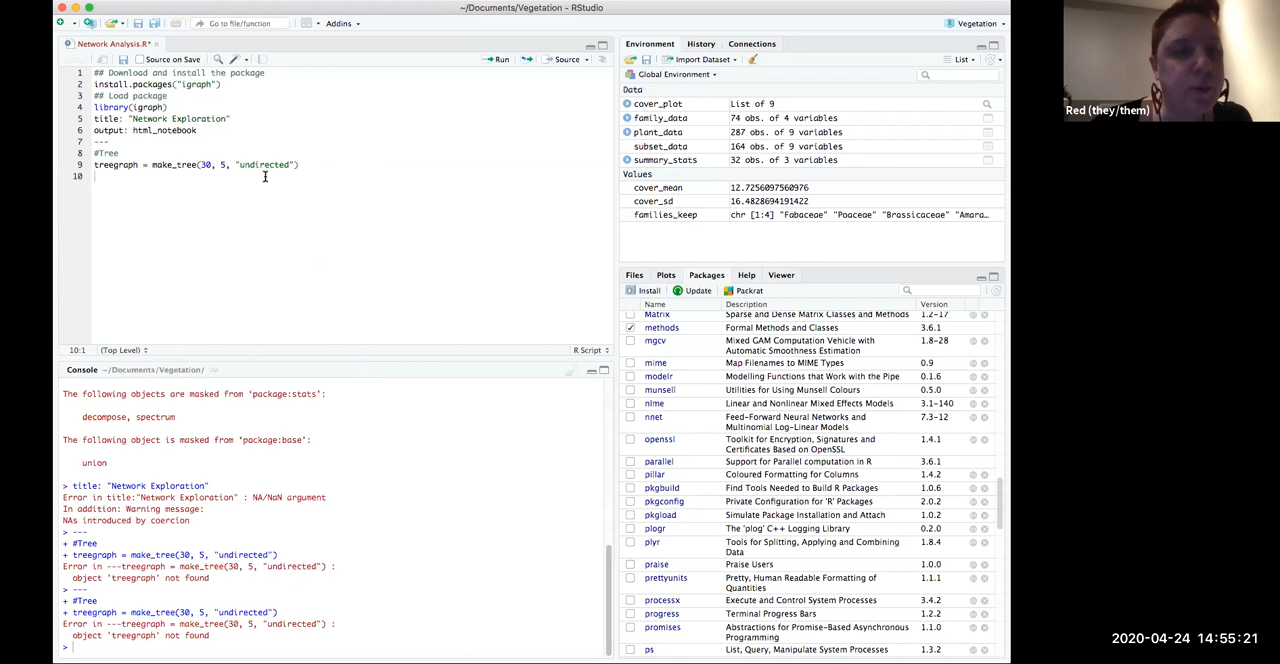 ~/Documents/Vegetation - RStudio
Go to file/function
Addins
Vegetation
Network Analysis.R*
Source on Save
Run
Source
1 ## Download and install the package
2 install.packages("igraph")
3 ## Load package
4 library(igraph)
5 title: "Network Exploration"
6 output: html_notebook
7 ---
8 #Tree
9 treegraph = make_tree(30, 5, "undirected")
10
10:1 (Top Level) R Script
Console ~/Documents/Vegetation/
The following objects are masked from ‘package:stats’:
decompose, spectrum
The following object is masked from ‘package:base’:
union
> title: "Network Exploration"
Error in title:"Network Exploration" : NA/NaN argument
In addition: Warning message:
NAs introduced by coercion
> ---
+ #Tree
+ treegraph = make_tree(30, 5, "undirected")
Error in ---treegraph = make_tree(30, 5, "undirected") :
object 'treegraph' not found
> ---
+ #Tree
+ treegraph = make_tree(30, 5, "undirected")
Error in ---treegraph = make_tree(30, 5, "undirected") :
object 'treegraph' not found
>
Environment History Connections
Import Dataset
List
Global Environment
Data
cover_plot List of 9
family_data 74 obs. of 4 variables
plant_data 287 obs. of 9 variables
subset_data 164 obs. of 9 variables
summary_stats 32 obs. of 3 variables
Values
cover_mean 12.7256097560976
cover_sd 16.4828694191422
families_keep chr [1:4] "Fabaceae" "Poaceae" "Brassicaceae" "Amara…
Files Plots Packages Help Viewer
Install Update Packrat
Name Description Version
Matrix Sparse and Dense Matrix Classes and Methods 1.2-17
methods Formal Methods and Classes 3.6.1
mgcv Mixed GAM Computation Vehicle with 1.8-28
Automatic Smoothness Estimation
mime Map Filenames to MIME Types 0.9
modelr Modelling Functions that Work with the Pipe 0.1.6
munsell Utilities for Using Munsell Colours 0.5.0
nlme Linear and Nonlinear Mixed Effects Models 3.1-140
nnet Feed-Forward Neural Networks and 7.3-12
Multinomial Log-Linear Models
openssl Toolkit for Encryption, Signatures and 1.4.1
Certificates Based on OpenSSL
parallel Support for Parallel computation in R 3.6.1
pillar Coloured Formatting for Columns 1.4.2
pkgbuild Find Tools Needed to Build R Packages 1.0.6
pkgconfig Private Configuration for 'R' Packages 2.0.2
pkgload Simulate Package Installation and Attach 1.0.2
plogr The 'plog' C++ Logging Library 0.2.0
plyr Tools for Splitting, Applying and Combining 1.8.4
Data
praise Praise Users 1.0.0
prettyunits Pretty, Human Readable Formatting of 1.1.1
Quantities
processx Execute and Control System Processes 3.4.2
progress Terminal Progress Bars 1.2.2
promises Abstractions for Promise-Based Asynchronous 1.1.0
Programming
ps List, Query, Manipulate System Processes 1.3.2
Red (they/them)
2020-04-24 14:55:21